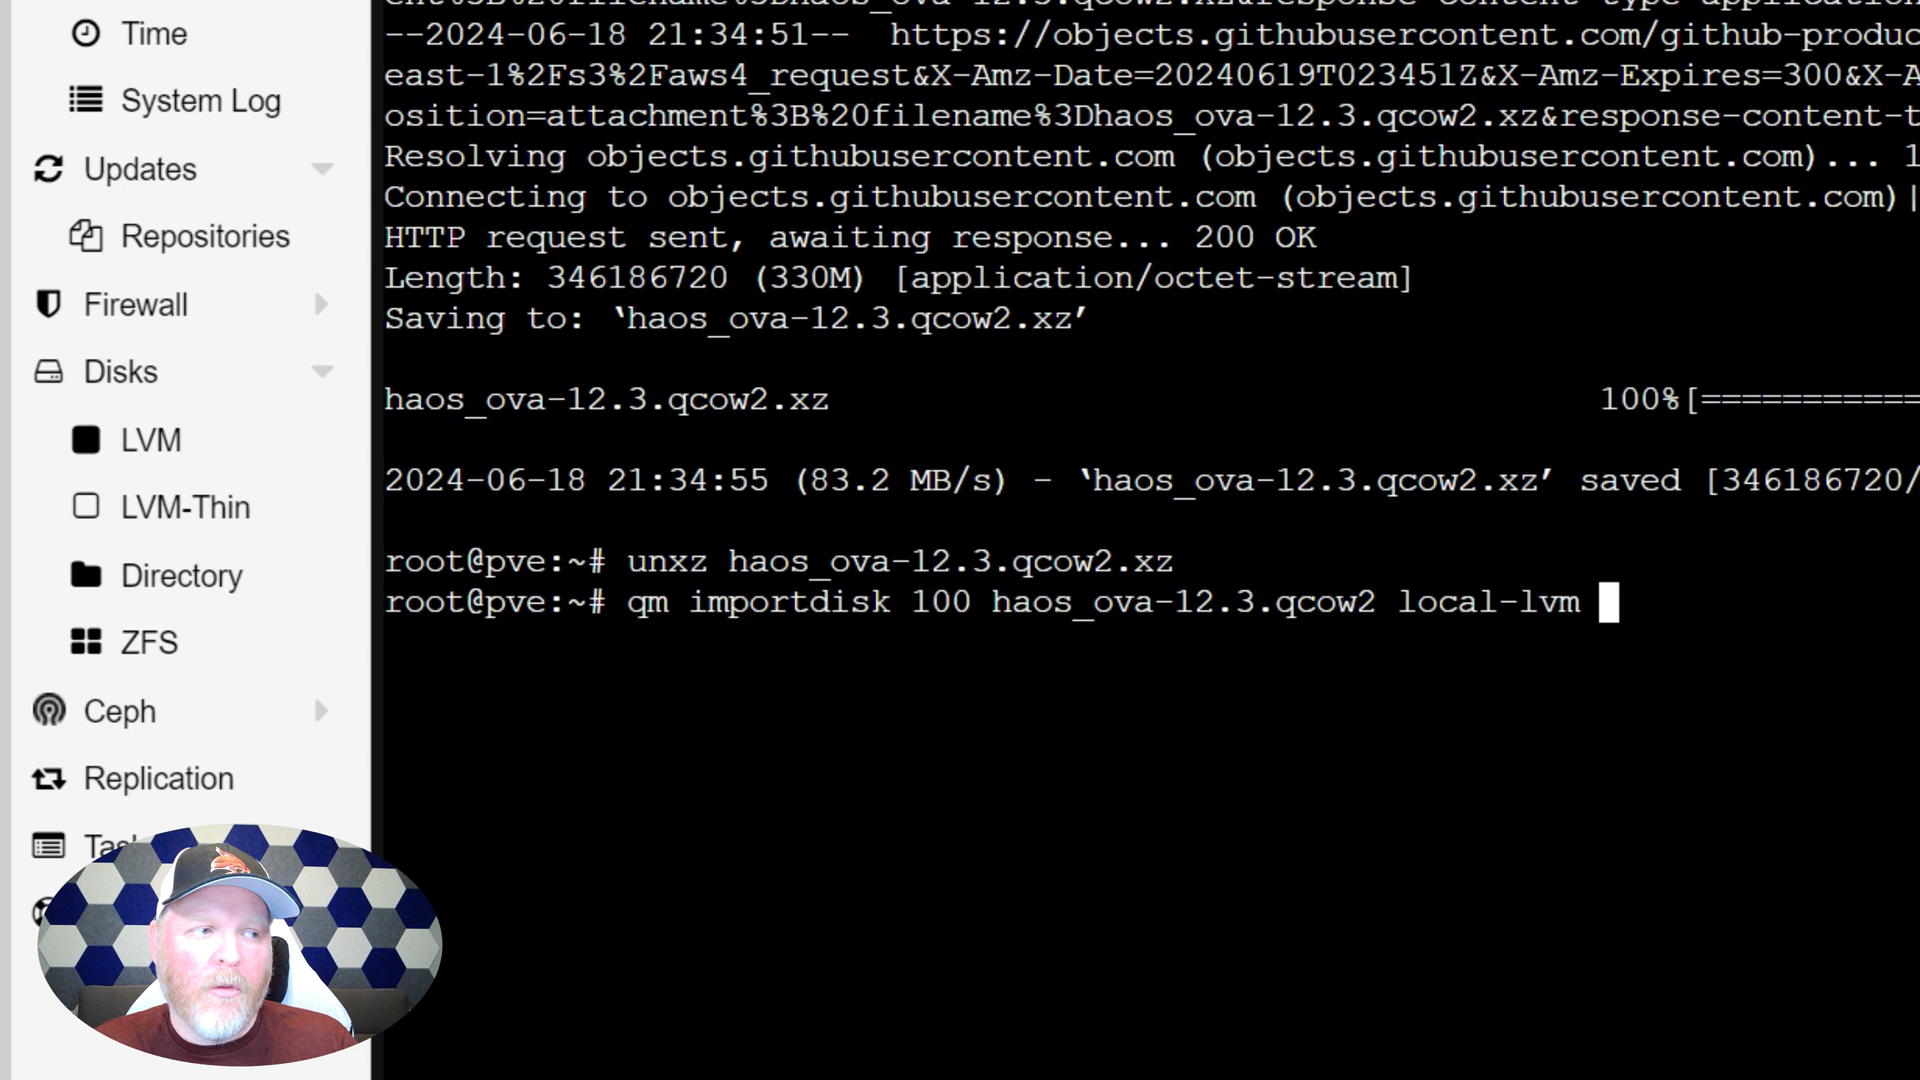 Time
System Log
Updates
Repositories
Firewall
Disks
LVM
LVM-Thin
Directory
ZFS
Ceph
Replication
--2024-06-18 21:34:51--  https://objects.githubusercontent.com/github-produc
east-1%2Fs3%2Faws4_request&X-Amz-Date=20240619T023451Z&X-Amz-Expires=300&X-A
osition=attachment%3B%20filename%3Dhaos_ova-12.3.qcow2.xz&response-content-t
Resolving objects.githubusercontent.com (objects.githubusercontent.com)... 1
Connecting to objects.githubusercontent.com (objects.githubusercontent.com)|
HTTP request sent, awaiting response... 200 OK
Length: 346186720 (330M) [application/octet-stream]
Saving to: ‘haos_ova-12.3.qcow2.xz’
haos_ova-12.3.qcow2.xz 100%[===========
2024-06-18 21:34:55 (83.2 MB/s) - ‘haos_ova-12.3.qcow2.xz’ saved [346186720/
root@pve:~# unxz haos_ova-12.3.qcow2.xz
root@pve:~# qm importdisk 100 haos_ova-12.3.qcow2 local-lvm